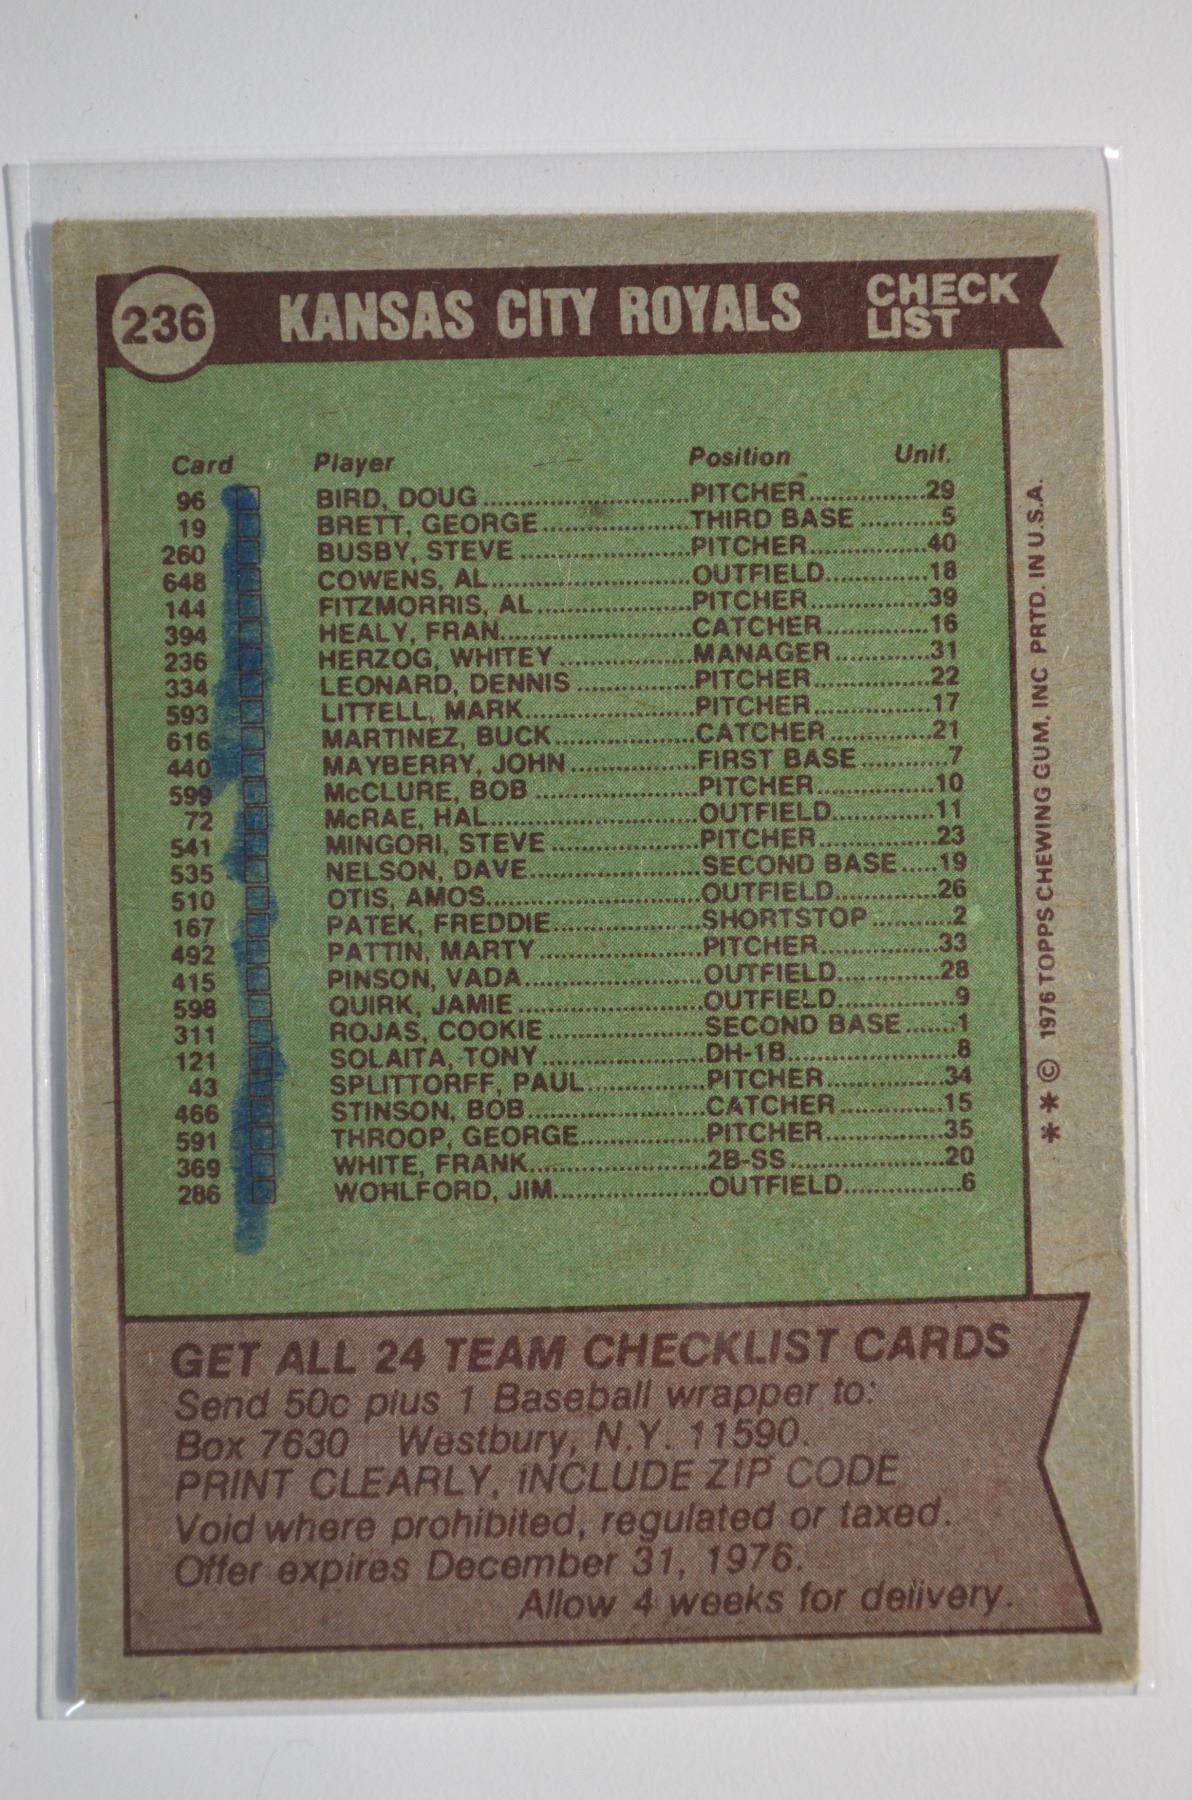 236 KANSAS CITY ROYALS CHECK LIST
Card Player Position Unif.
96 BIRD, DOUG PITCHER 29
19 BRETT, GEORGE THIRD BASE 5
260 BUSBY, STEVE PITCHER 40
648 COWENS, AL OUTFIELD 18
144 FITZMORRIS, AL PITCHER 39
394 HEALY, FRAN CATCHER 16
236 HERZOG, WHITEY MANAGER 31
334 LEONARD, DENNIS PITCHER 22
593 LITTELL, MARK PITCHER 17
616 MARTINEZ, BUCK CATCHER 21
440 MAYBERRY, JOHN FIRST BASE 7
599 McCLURE, BOB PITCHER 10
72 McRAE, HAL OUTFIELD 11
541 MINGORI, STEVE PITCHER 23
535 NELSON, DAVE SECOND BASE 19
510 OTIS, AMOS OUTFIELD 26
167 PATEK, FREDDIE SHORTSTOP 2
492 PATTIN, MARTY PITCHER 33
415 PINSON, VADA OUTFIELD 28
598 QUIRK, JAMIE OUTFIELD 9
311 ROJAS, COOKIE SECOND BASE 1
121 SOLAITA, TONY DH-1B 8
43 SPLITTORFF, PAUL PITCHER 34
466 STINSON, BOB CATCHER 15
591 THROOP, GEORGE PITCHER 35
369 WHITE, FRANK 2B-SS 20
286 WOHLFORD, JIM OUTFIELD 6
GET ALL 24 TEAM CHECKLIST CARDS
Send 50c plus 1 Baseball wrapper to:
Box 7630 Westbury, N.Y. 11590.
PRINT CLEARLY, INCLUDE ZIP CODE
Void where prohibited, regulated or taxed.
Offer expires December 31, 1976.
Allow 4 weeks for delivery.
** © 1976 TOPPS CHEWING GUM, INC PRTD. IN U.S.A.